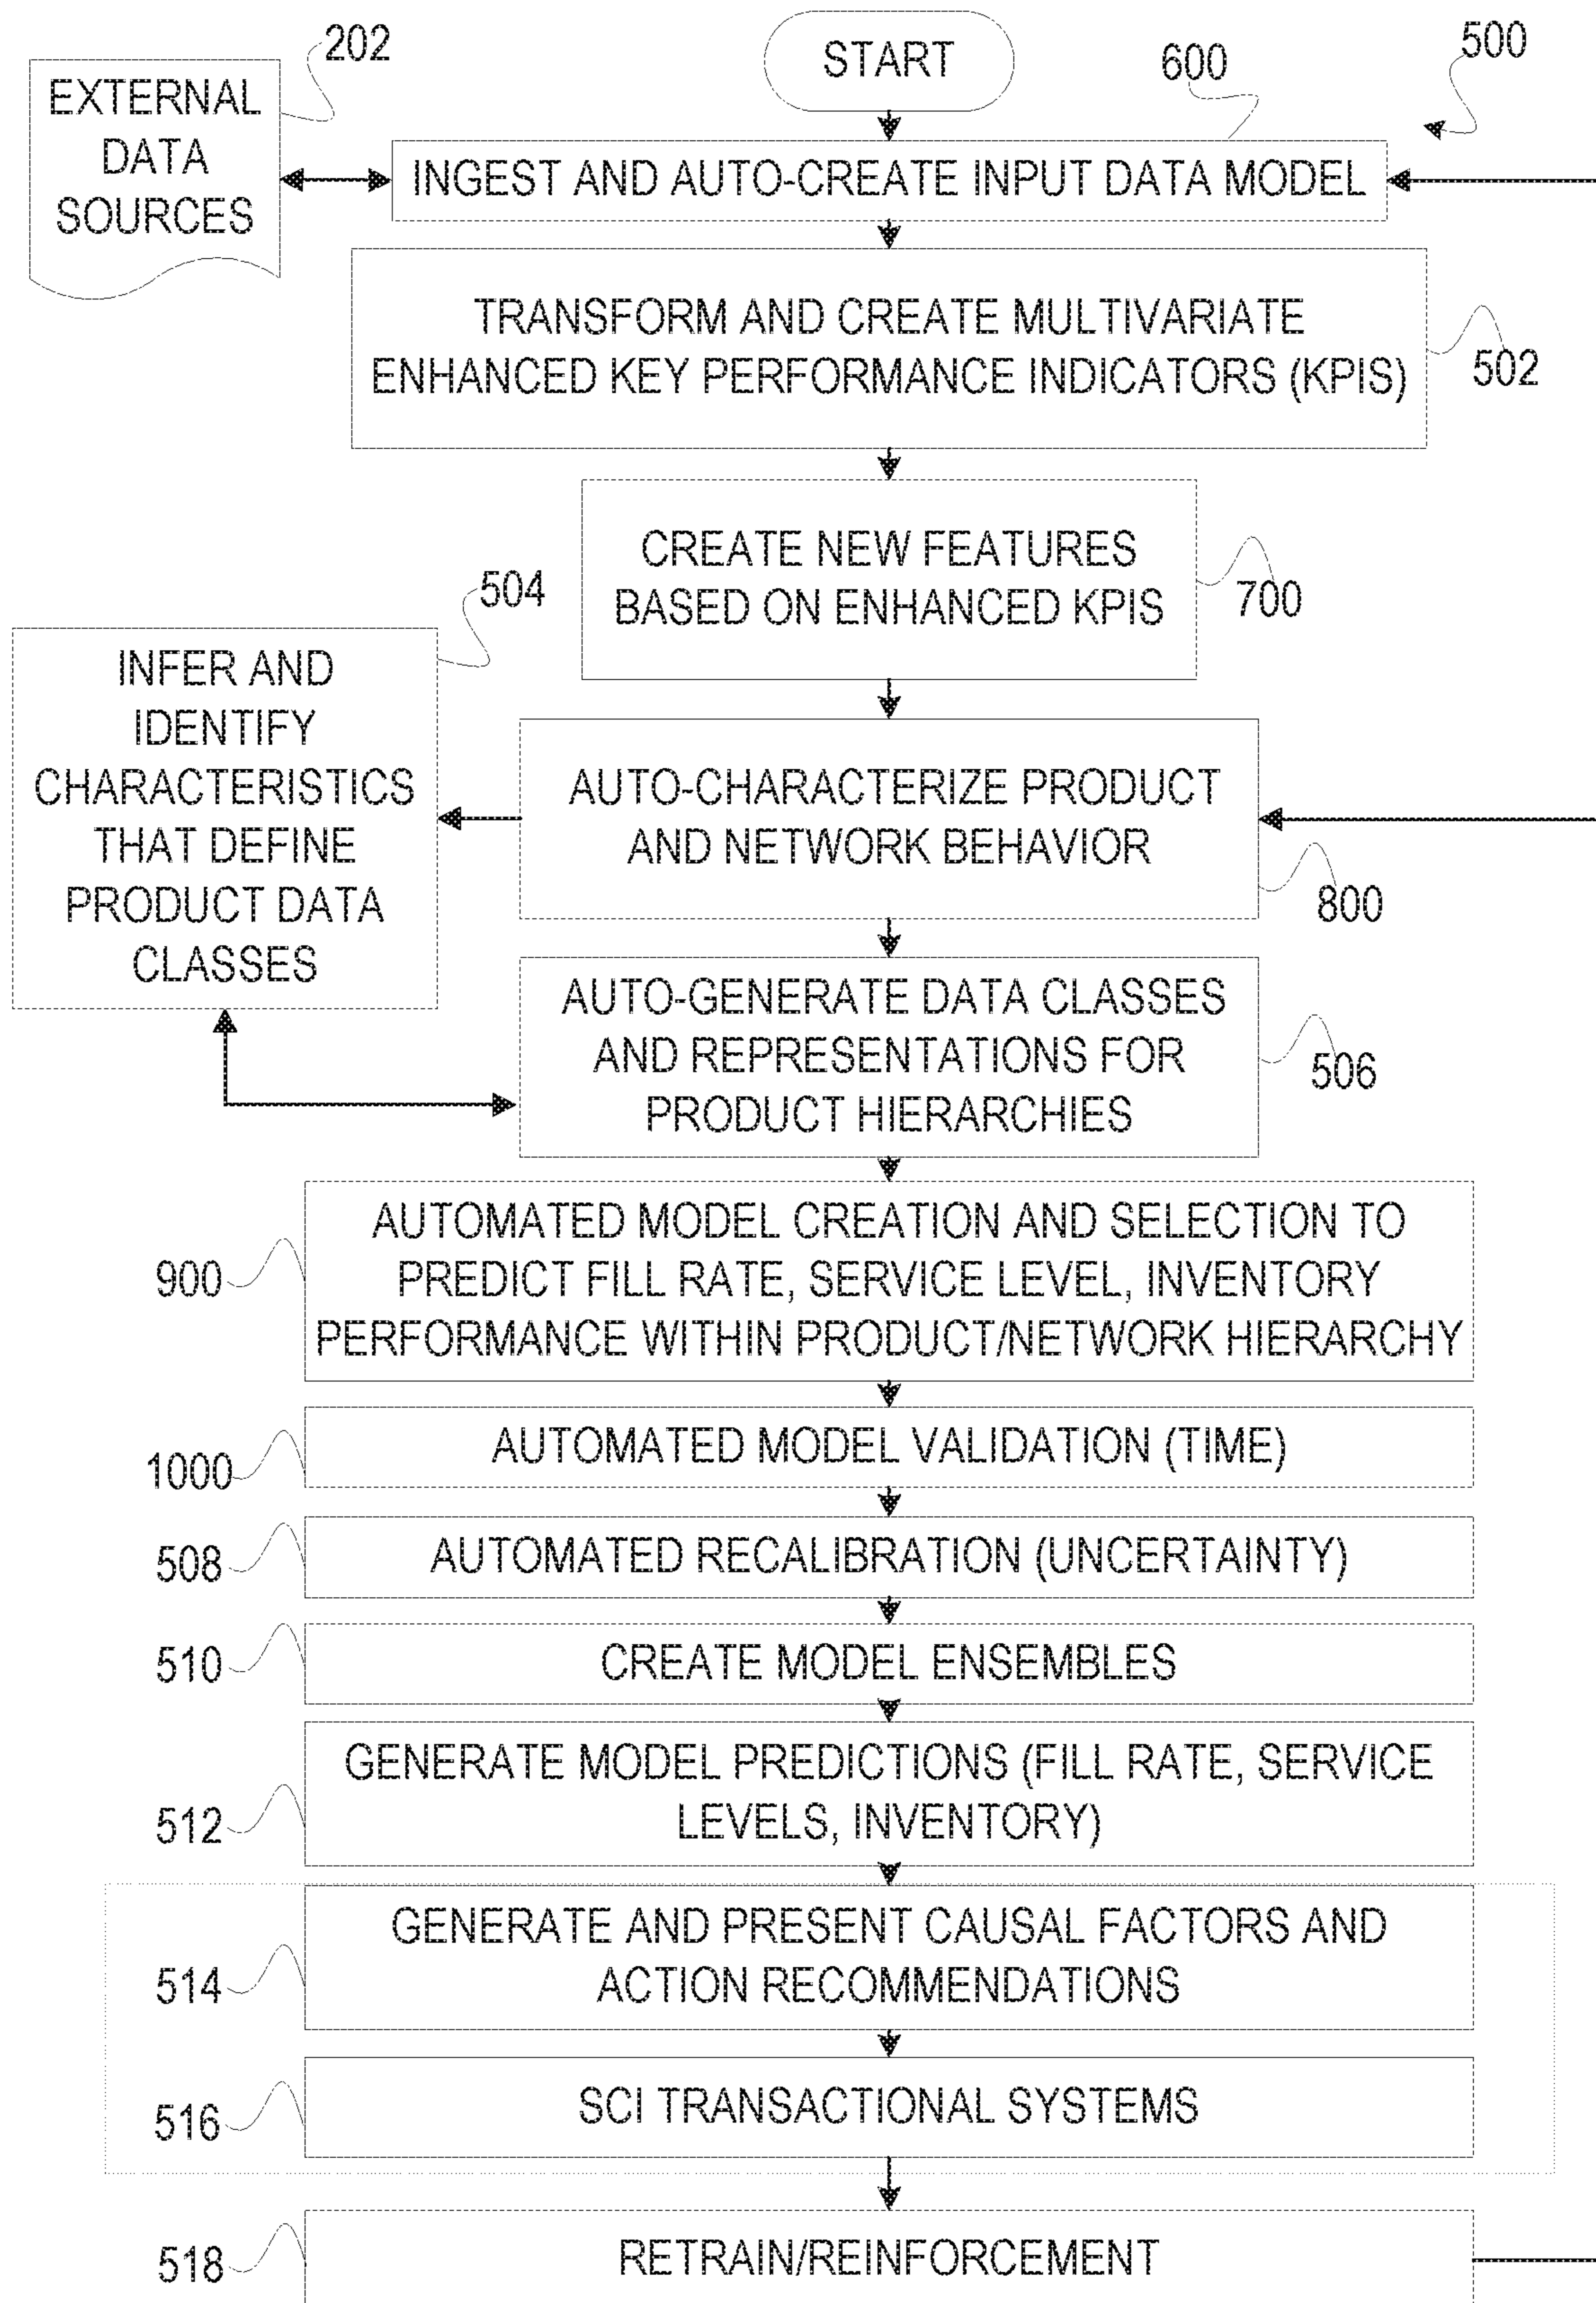 202
START
600
500
EXTERNAL
DATA
SOURCES
INGEST AND AUTO-CREATE INPUT DATA MODEL
TRANSFORM AND CREATE MULTIVARIATE
ENHANCED KEY PERFORMANCE INDICATORS (KPIS)
502
CREATE NEW FEATURES
BASED ON ENHANCED KPIS
700
504
INFER AND
IDENTIFY
CHARACTERISTICS
THAT DEFINE
PRODUCT DATA
CLASSES
AUTO-CHARACTERIZE PRODUCT
AND NETWORK BEHAVIOR
800
AUTO-GENERATE DATA CLASSES
AND REPRESENTATIONS FOR
PRODUCT HIERARCHIES
506
AUTOMATED MODEL CREATION AND SELECTION TO
PREDICT FILL RATE, SERVICE LEVEL, INVENTORY
PERFORMANCE WITHIN PRODUCT/NETWORK HIERARCHY
900
AUTOMATED MODEL VALIDATION (TIME)
1000
AUTOMATED RECALIBRATION (UNCERTAINTY)
508
CREATE MODEL ENSEMBLES
510
GENERATE MODEL PREDICTIONS (FILL RATE, SERVICE
LEVELS, INVENTORY)
512
GENERATE AND PRESENT CAUSAL FACTORS AND
ACTION RECOMMENDATIONS
514
SCI TRANSACTIONAL SYSTEMS
516
RETRAIN/REINFORCEMENT
518